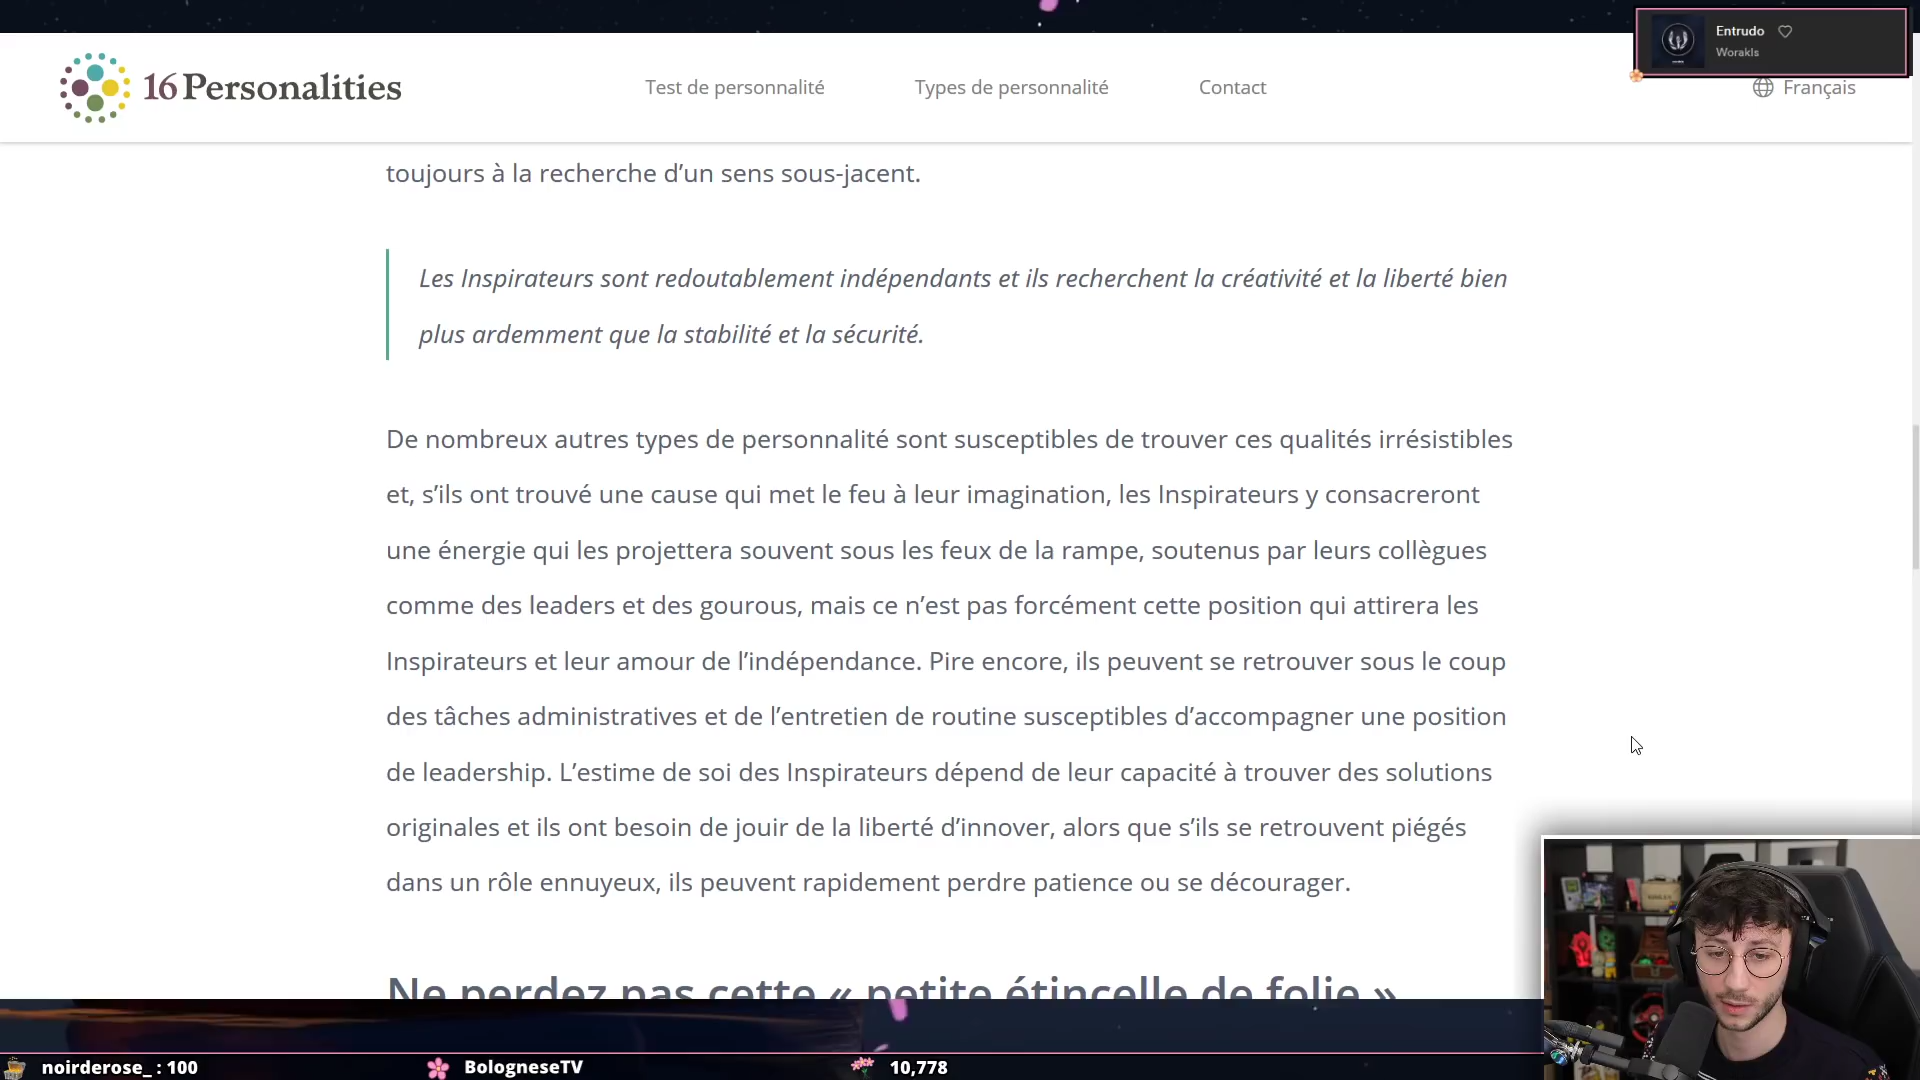 Entrudo
Worakls
16Personalities
Test de personnalité
Types de personnalité
Contact
Français
toujours à la recherche d’un sens sous-jacent.
Les Inspirateurs sont redoutablement indépendants et ils recherchent la créativité et la liberté bien
plus ardemment que la stabilité et la sécurité.
De nombreux autres types de personnalité sont susceptibles de trouver ces qualités irrésistibles
et, s’ils ont trouvé une cause qui met le feu à leur imagination, les Inspirateurs y consacreront
une énergie qui les projettera souvent sous les feux de la rampe, soutenus par leurs collègues
comme des leaders et des gourous, mais ce n’est pas forcément cette position qui attirera les
Inspirateurs et leur amour de l’indépendance. Pire encore, ils peuvent se retrouver sous le coup
des tâches administratives et de l’entretien de routine susceptibles d’accompagner une position
de leadership. L’estime de soi des Inspirateurs dépend de leur capacité à trouver des solutions
originales et ils ont besoin de jouir de la liberté d’innover, alors que s’ils se retrouvent piégés
dans un rôle ennuyeux, ils peuvent rapidement perdre patience ou se décourager.
Ne perdez pas cette « petite étincelle de folie »
noirderose_ : 100
BologneseTV
10,778